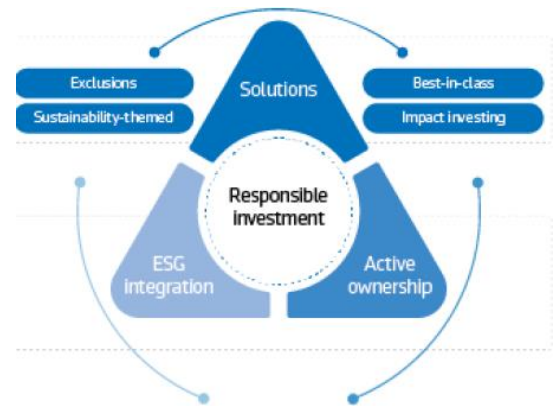 Exclusions
Sustainability-themed
Solutions
Best-in-class
Impact investing
Responsible
investment
ESG
integration
Active
ownership